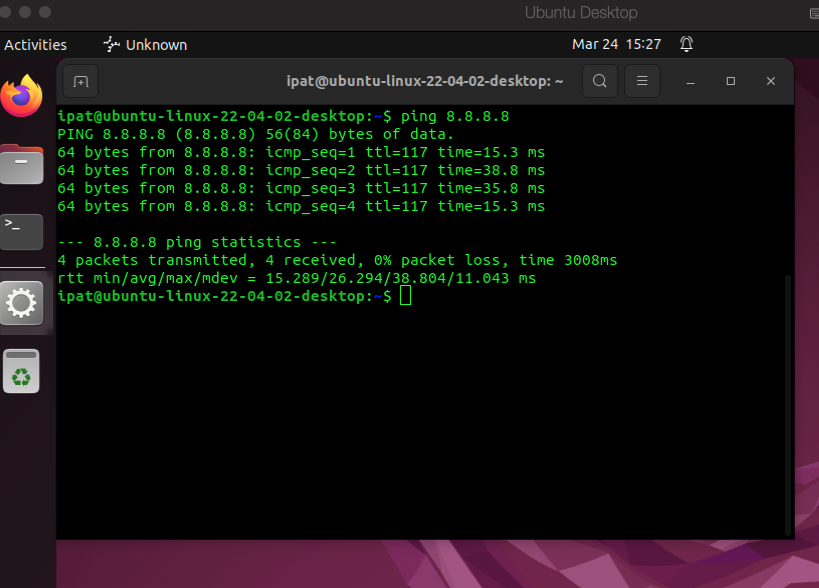 Ubuntu Desktop
Activities
Unknown
Mar 24 15:27
ipat@ubuntu-linux-22-04-02-desktop: ~
ipat@ubuntu-linux-22-04-02-desktop:~$ ping 8.8.8.8
PING 8.8.8.8 (8.8.8.8) 56(84) bytes of data.
64 bytes from 8.8.8.8: icmp_seq=1 ttl=117 time=15.3 ms
64 bytes from 8.8.8.8: icmp_seq=2 ttl=117 time=38.8 ms
64 bytes from 8.8.8.8: icmp_seq=3 ttl=117 time=35.8 ms
64 bytes from 8.8.8.8: icmp_seq=4 ttl=117 time=15.3 ms
--- 8.8.8.8 ping statistics ---
4 packets transmitted, 4 received, 0% packet loss, time 3008ms
rtt min/avg/max/mdev = 15.289/26.294/38.804/11.043 ms
ipat@ubuntu-linux-22-04-02-desktop:~$